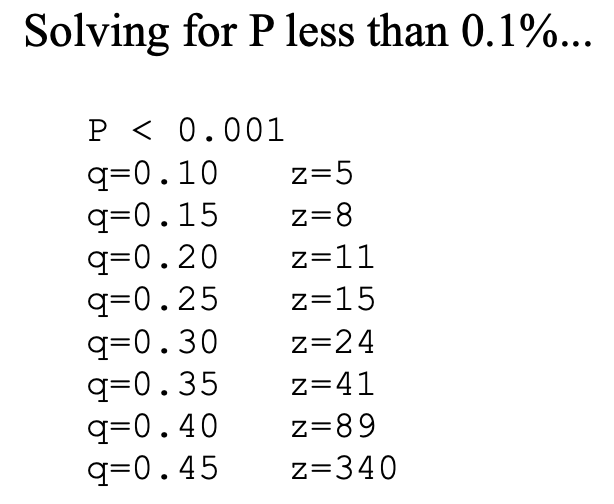 Solving for P less than 0.1%...
P < 0.001
q=0.10 z=5
q=0.15 z=8
q=0.20 z=11
q=0.25 z=15
q=0.30 z=24
q=0.35 z=41
q=0.40 z=89
q=0.45 z=340